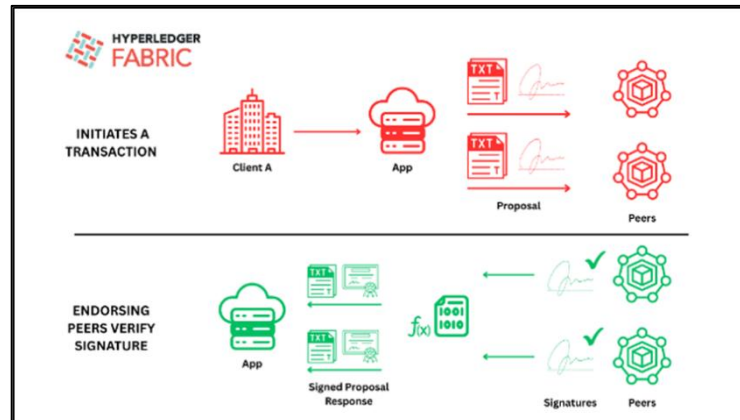 HYPERLEDGER
FABRIC
INITIATES A
TRANSACTION
Client A
App
TXT
T
TXT
T
Proposal
Peers
ENDORSING
PEERS VERIFY
SIGNATURE
App
TXT
T
TXT
T
Signed Proposal
Response
f(x)
1001
1010
Signatures
Peers